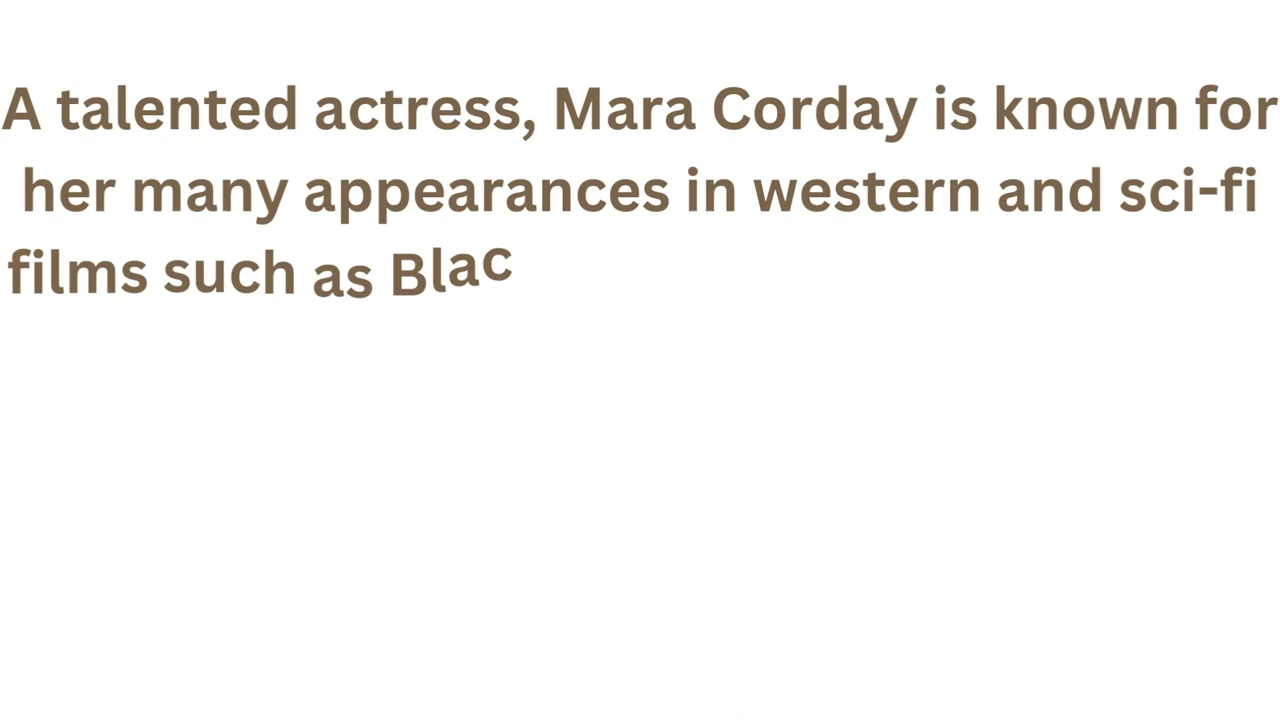 A talented actress, Mara Corday is known for
her many appearances in western and sci-fi
films such as Blac